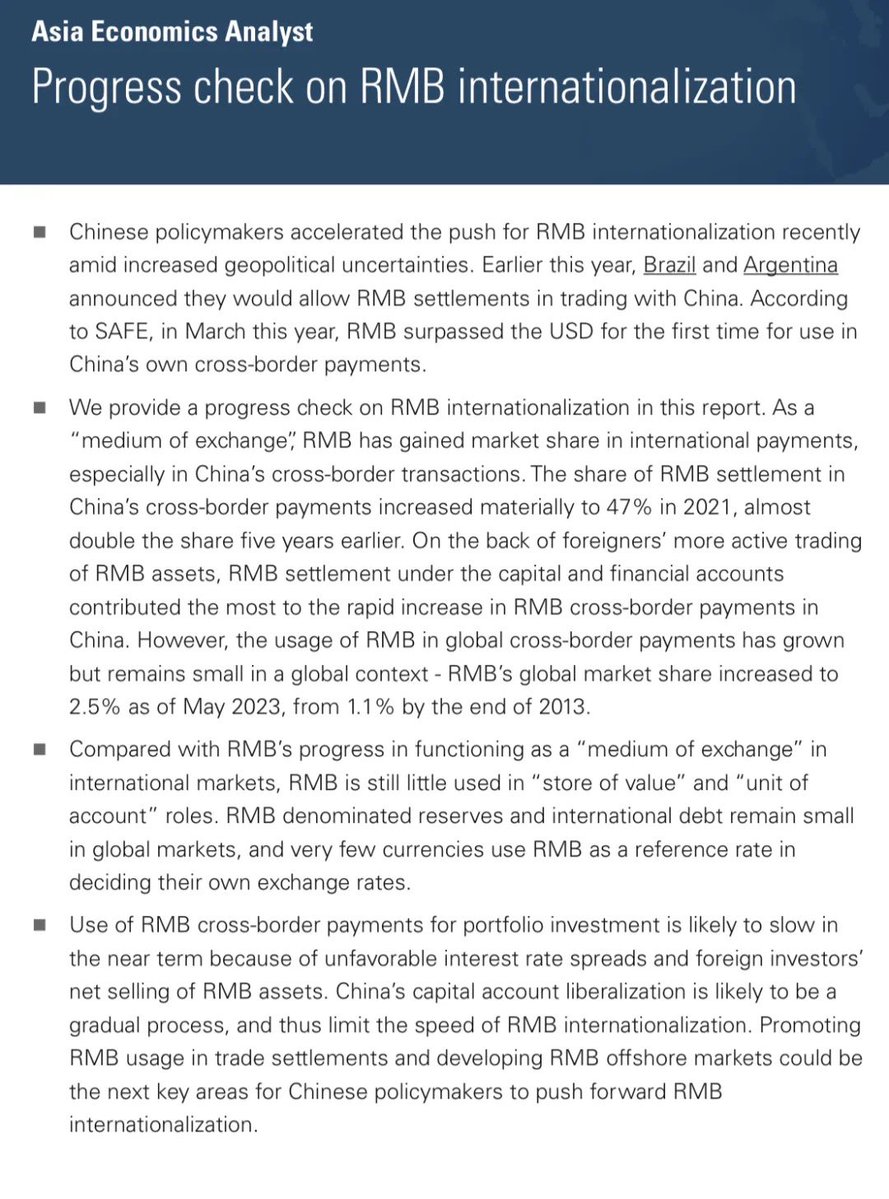 Asia Economics Analyst
Progress check on RMB internationalization
■ Chinese policymakers accelerated the push for RMB internationalization recently
amid increased geopolitical uncertainties. Earlier this year, Brazil and Argentina
announced they would allow RMB settlements in trading with China. According
to SAFE, in March this year, RMB surpassed the USD for the first time for use in
China’s own cross-border payments.
■ We provide a progress check on RMB internationalization in this report. As a
“medium of exchange”, RMB has gained market share in international payments,
especially in China’s cross-border transactions. The share of RMB settlement in
China’s cross-border payments increased materially to 47% in 2021, almost
double the share five years earlier. On the back of foreigners’ more active trading
of RMB assets, RMB settlement under the capital and financial accounts
contributed the most to the rapid increase in RMB cross-border payments in
China. However, the usage of RMB in global cross-border payments has grown
but remains small in a global context - RMB’s global market share increased to
2.5% as of May 2023, from 1.1% by the end of 2013.
■ Compared with RMB’s progress in functioning as a “medium of exchange” in
international markets, RMB is still little used in “store of value” and “unit of
account” roles. RMB denominated reserves and international debt remain small
in global markets, and very few currencies use RMB as a reference rate in
deciding their own exchange rates.
■ Use of RMB cross-border payments for portfolio investment is likely to slow in
the near term because of unfavorable interest rate spreads and foreign investors’
net selling of RMB assets. China’s capital account liberalization is likely to be a
gradual process, and thus limit the speed of RMB internationalization. Promoting
RMB usage in trade settlements and developing RMB offshore markets could be
the next key areas for Chinese policymakers to push forward RMB
internationalization.